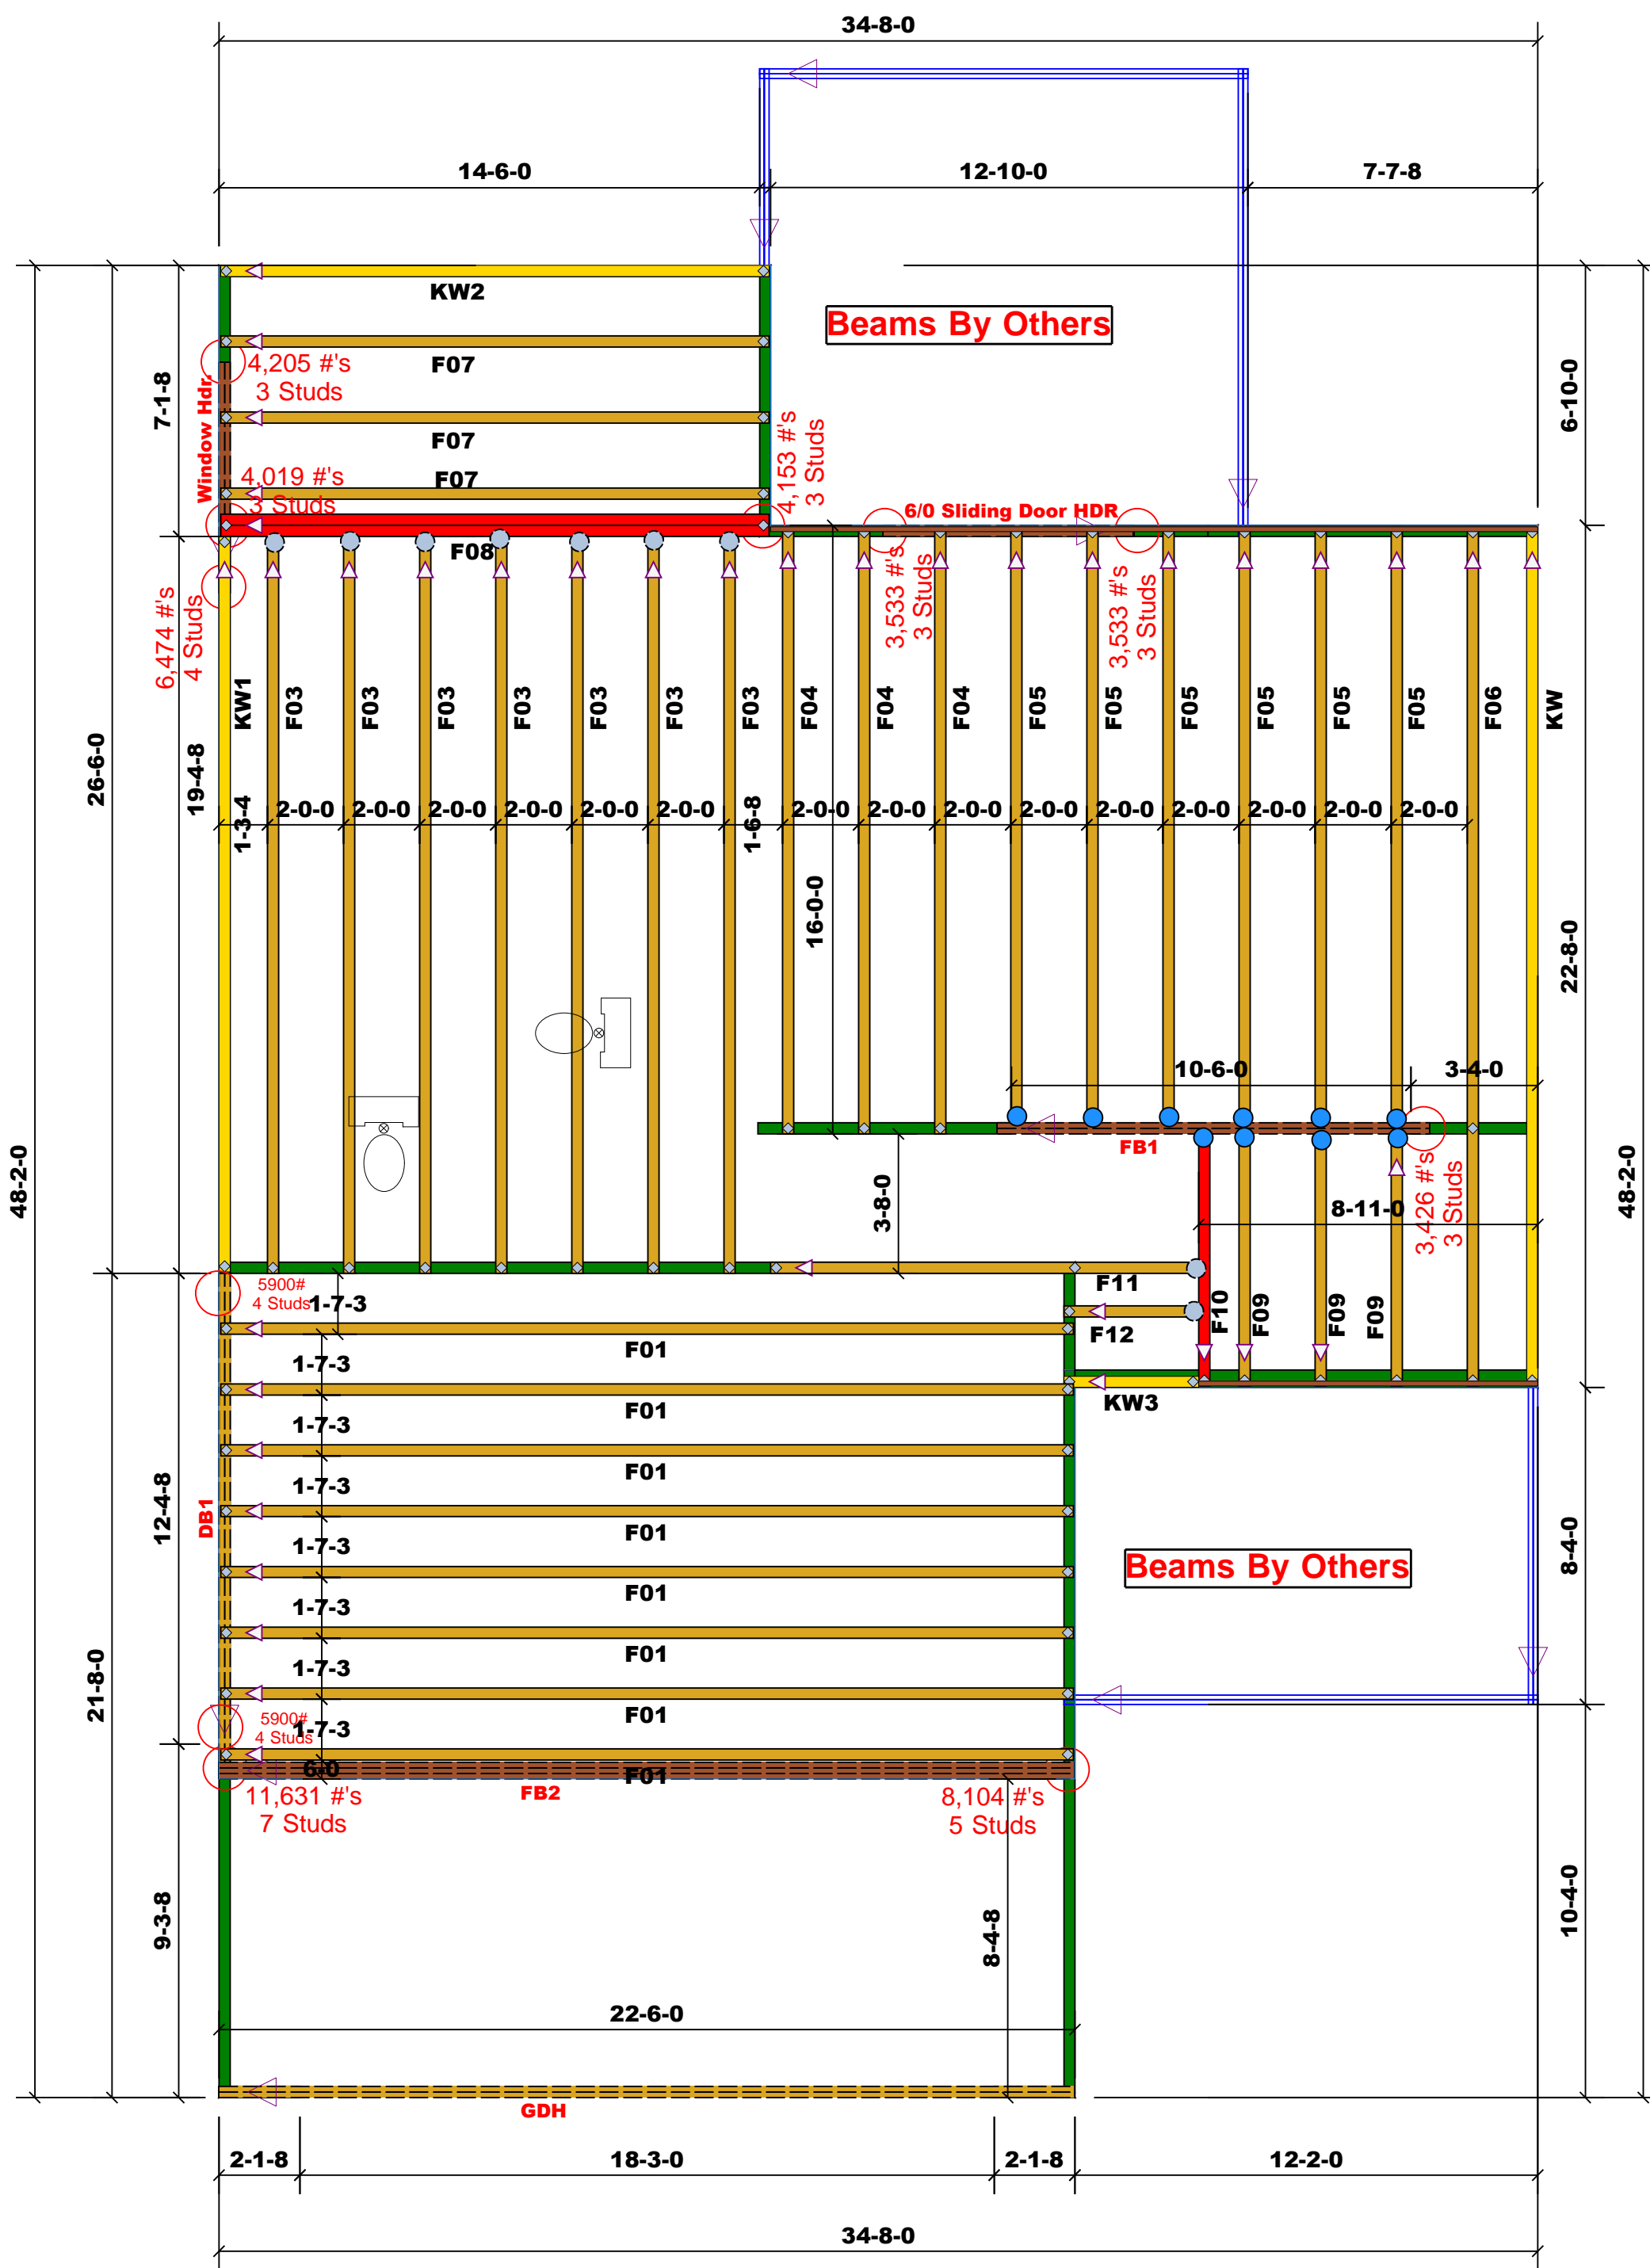 34-8-0
14-6-0
12-10-0
7-7-8
KW2
Beams By Others
7-1-8
Window Hdr.
4,205 #'s
3 Studs
F07
F07
F07
4,019 #'s
3 Studs
4,153 #'s
3 Studs
6/0 Sliding Door HDR
6-10-0
F08
6,474 #'s
4 Studs
3,533 #'s
3 Studs
3,533 #'s
3 Studs
KW1
F03
F03
F03
F03
F03
F03
F03
F04
F04
F04
F05
F05
F05
F05
F05
F05
F06
KW
26-6-0
19-4-8
1-3-4
2-0-0
2-0-0
2-0-0
2-0-0
2-0-0
2-0-0
1-6-8
2-0-0
2-0-0
2-0-0
2-0-0
2-0-0
2-0-0
2-0-0
2-0-0
2-0-0
16-0-0
22-8-0
10-6-0
3-4-0
FB1
48-2-0
48-2-0
3-8-0
3,426 #'s
3 Studs
8-11-0
F11
F12
F10
F09
F09
F09
KW3
5900#
4 Studs
1-7-3
F01
1-7-3
F01
1-7-3
F01
1-7-3
F01
1-7-3
F01
1-7-3
F01
1-7-3
F01
1-7-3
F01
6-0
DB1
12-4-8
21-8-0
5900#
4 Studs
Beams By Others
8-4-0
11,631 #'s
7 Studs
FB2
8,104 #'s
5 Studs
9-3-8
8-4-8
10-4-0
22-6-0
GDH
2-1-8
18-3-0
2-1-8
12-2-0
34-8-0